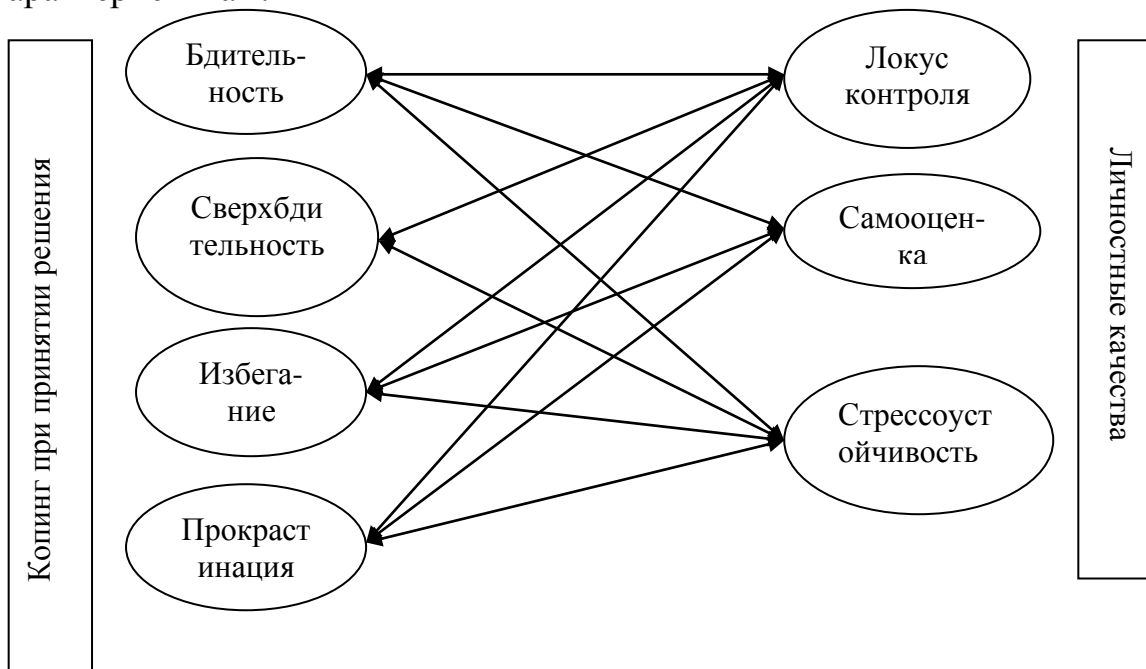 Копинг при принятии решения
Бдитель-
ность
Сверхбди
тельность
Избега-
ние
Прокраст
инация
Локус
контроля
Самооцен-
ка
Стрессоуст
ойчивость
Личностные качества